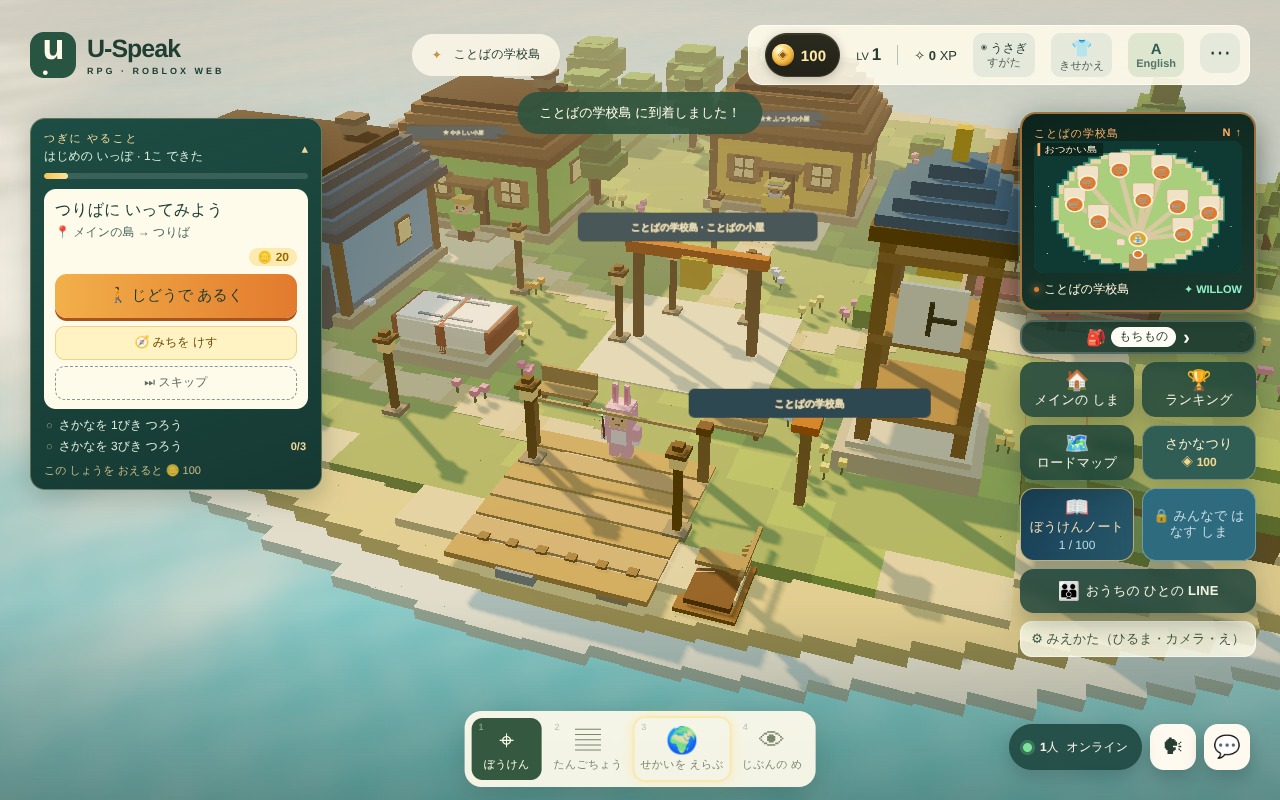 u U-Speak
RPG · ROBLOX WEB
✦ ことばの学校島
100
LV 1
✧ 0 XP
うさぎ
すがた
きせかえ
A
English
…
ことばの学校島 に到着しました！
つぎに やること
はじめの いっぽ · 1こ できた
▲
つりばに いってみよう
📍 メインの島 → つりば
🪙 20
🚶 じどうで あるく
🧭 みちを けす
⏭ スキップ
○ さかなを 1ぴき つろう
○ さかなを 3びき つろう 0/3
この しょうを おえると 🪙 100
★ やさしい小屋
★★ ふつうの小屋
ことばの学校島 · ことばの小屋
ことばの学校島
ことばの学校島 N ↑
おつかい島
ことばの学校島 ✦ WILLOW
🎒 もちもの ›
🏠
メインの しま
🏆
ランキング
🗺️
ロードマップ
さかなつり
◈ 100
📖
ぼうけんノート
1 / 100
🔒 みんなで は
なす しま
👪 おうちの ひとの LINE
⚙ みえかた（ひるま・カメラ・え）
1
ぼうけん
2
たんごちょう
3
せかいを えらぶ
4
じぶんの め
1人 オンライン